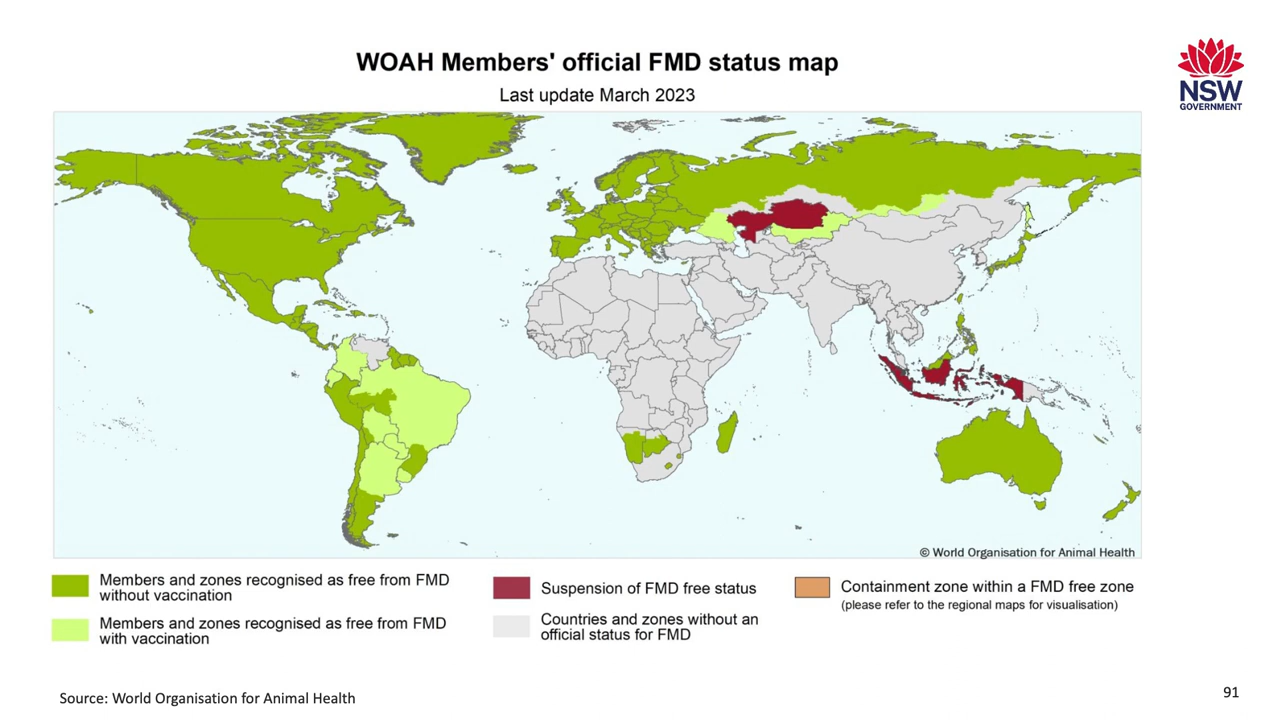 WOAH Members' official FMD status map
Last update March 2023
NSW
GOVERNMENT
© World Organisation for Animal Health
Members and zones recognised as free from FMD
without vaccination
Members and zones recognised as free from FMD
with vaccination
Suspension of FMD free status
Countries and zones without an
official status for FMD
Containment zone within a FMD free zone
(please refer to the regional maps for visualisation)
Source: World Organisation for Animal Health
91